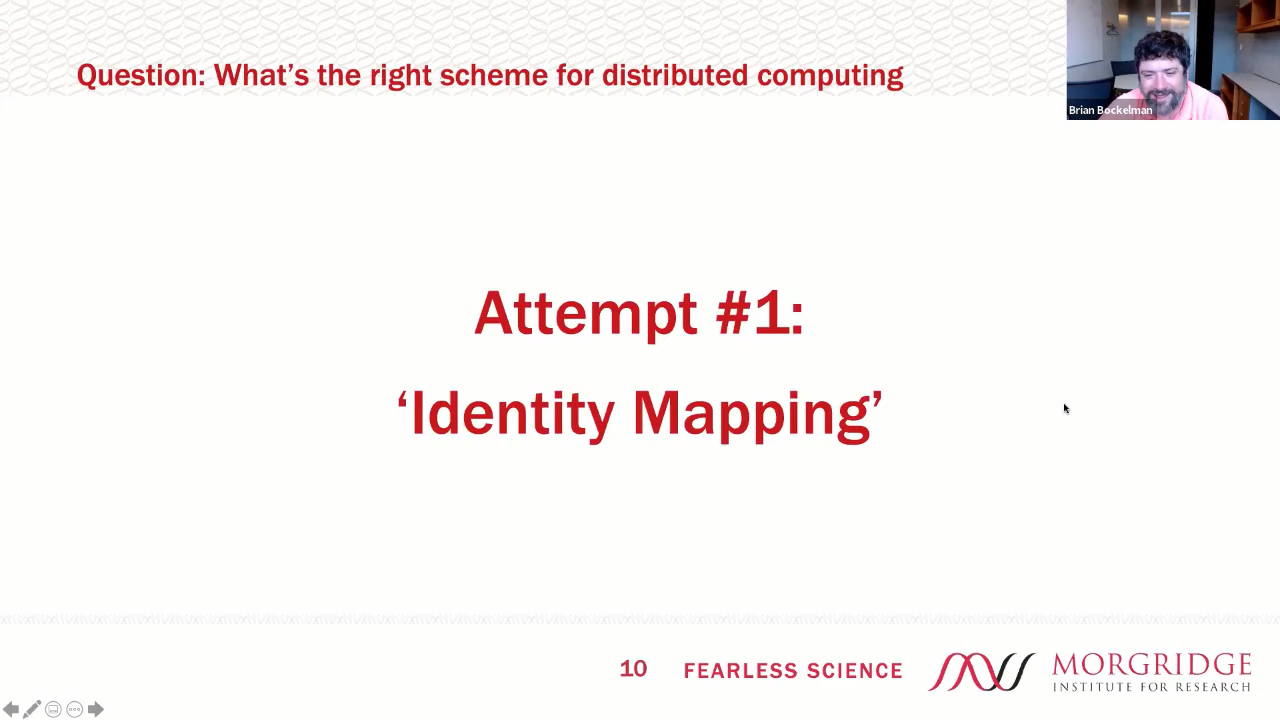 Question: What’s the right scheme for distributed computing
Brian Bockelman
Attempt #1:
‘Identity Mapping’
10
FEARLESS SCIENCE
MORGRIDGE
INSTITUTE FOR RESEARCH